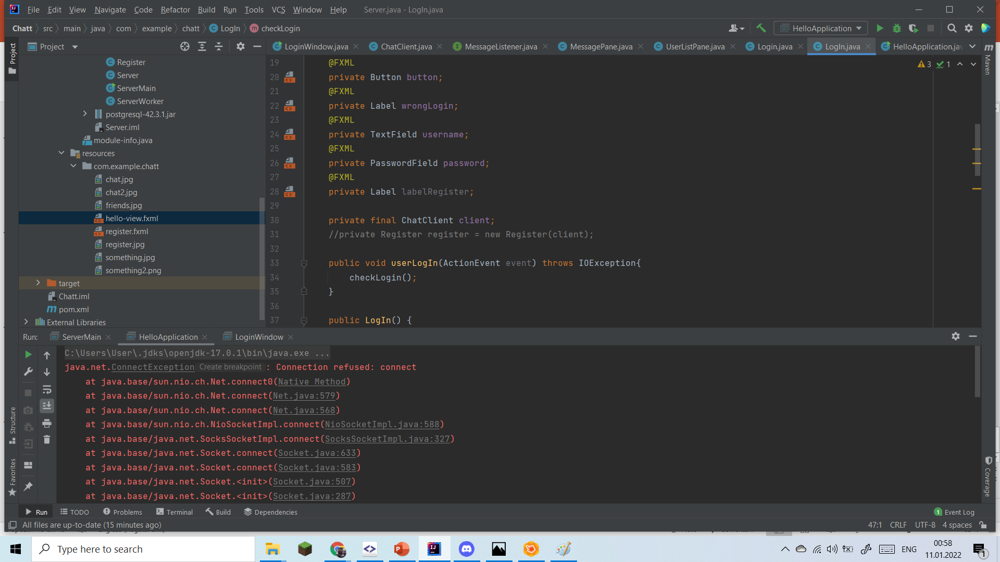 File Edit View Navigate Code Refactor Build Run Tools VCS Window Help Server.java - LogIn.java
Chatt src main java com example chatt LogIn checkLogin HelloApplication
Project
LoginWindow.java ChatClient.java MessageListener.java MessagePane.java UserListPane.java Login.java LogIn.java HelloApplication.jav
Project
Register
Server
ServerMain
ServerWorker
postgresql-42.3.1.jar
Server.iml
module-info.java
resources
com.example.chatt
chat.jpg
chat2.jpg
friends.jpg
hello-view.fxml
register.fxml
register.jpg
something.jpg
something2.png
target
Chatt.iml
pom.xml
External Libraries
3 1
Maven
19 @FXML
20 private Button button;
21 @FXML
22 private Label wrongLogin;
23 @FXML
24 private TextField username;
25 @FXML
26 private PasswordField password;
27 @FXML
28 private Label labelRegister;
29
30 private final ChatClient client;
31 //private Register register = new Register(client);
32
33 public void userLogIn(ActionEvent event) throws IOException{
34 checkLogin();
35 }
36
37 public LogIn() {
Run: ServerMain HelloApplication LoginWindow
C:\Users\User\.jdks\openjdk-17.0.1\bin\java.exe ...
java.net.ConnectException Create breakpoint : Connection refused: connect
at java.base/sun.nio.ch.Net.connect0(Native Method)
at java.base/sun.nio.ch.Net.connect(Net.java:579)
at java.base/sun.nio.ch.Net.connect(Net.java:568)
at java.base/sun.nio.ch.NioSocketImpl.connect(NioSocketImpl.java:588)
at java.base/java.net.SocksSocketImpl.connect(SocksSocketImpl.java:327)
at java.base/java.net.Socket.connect(Socket.java:633)
at java.base/java.net.Socket.connect(Socket.java:583)
at java.base/java.net.Socket.<init>(Socket.java:507)
at java.base/java.net.Socket.<init>(Socket.java:287)
Structure
Favorites
Coverage
Run TODO Problems Terminal Build Dependencies 1 Event Log
All files are up-to-date (15 minutes ago) 47:1 CRLF UTF-8 4 spaces
Type here to search
ENG
00:58
11.01.2022
1